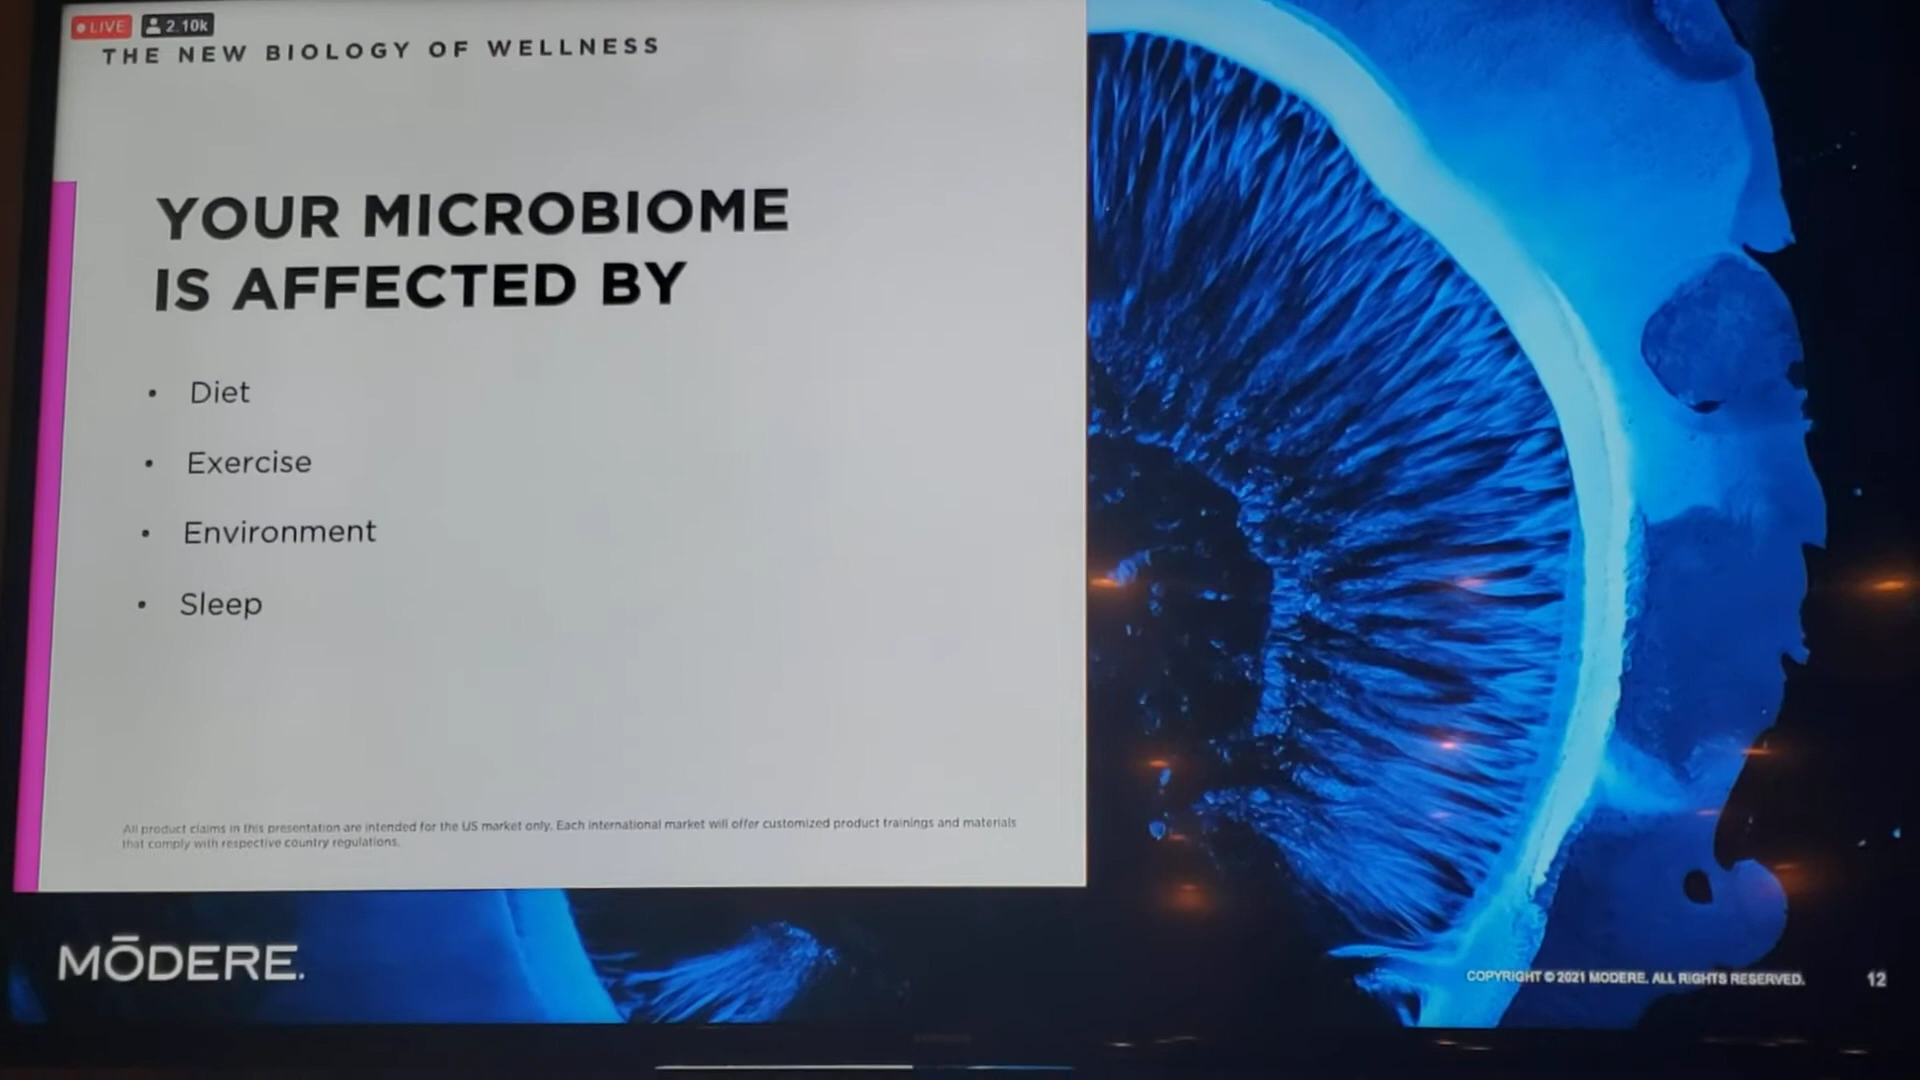 LIVE 2.10k
THE NEW BIOLOGY OF WELLNESS
YOUR MICROBIOME
IS AFFECTED BY
• Diet
• Exercise
• Environment
• Sleep
All product claims in this presentation are intended for the US market only. Each international market will offer customized product trainings and materials
that comply with respective country regulations.
MŌDERE.
COPYRIGHT © 2021 MODERE. ALL RIGHTS RESERVED. 12